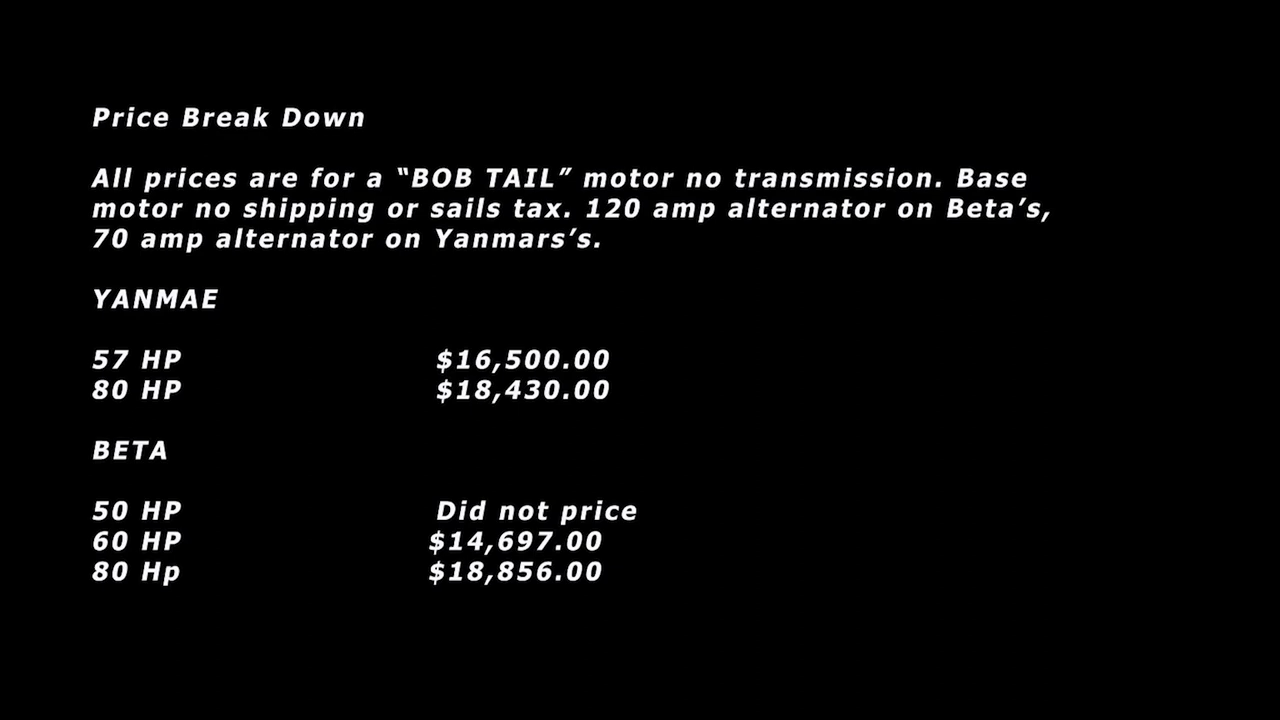 Price Break Down
All prices are for a “BOB TAIL” motor no transmission. Base
motor no shipping or sails tax. 120 amp alternator on Beta’s,
70 amp alternator on Yanmars’s.
YANMAE
57 HP $16,500.00
80 HP $18,430.00
BETA
50 HP Did not price
60 HP $14,697.00
80 Hp $18,856.00